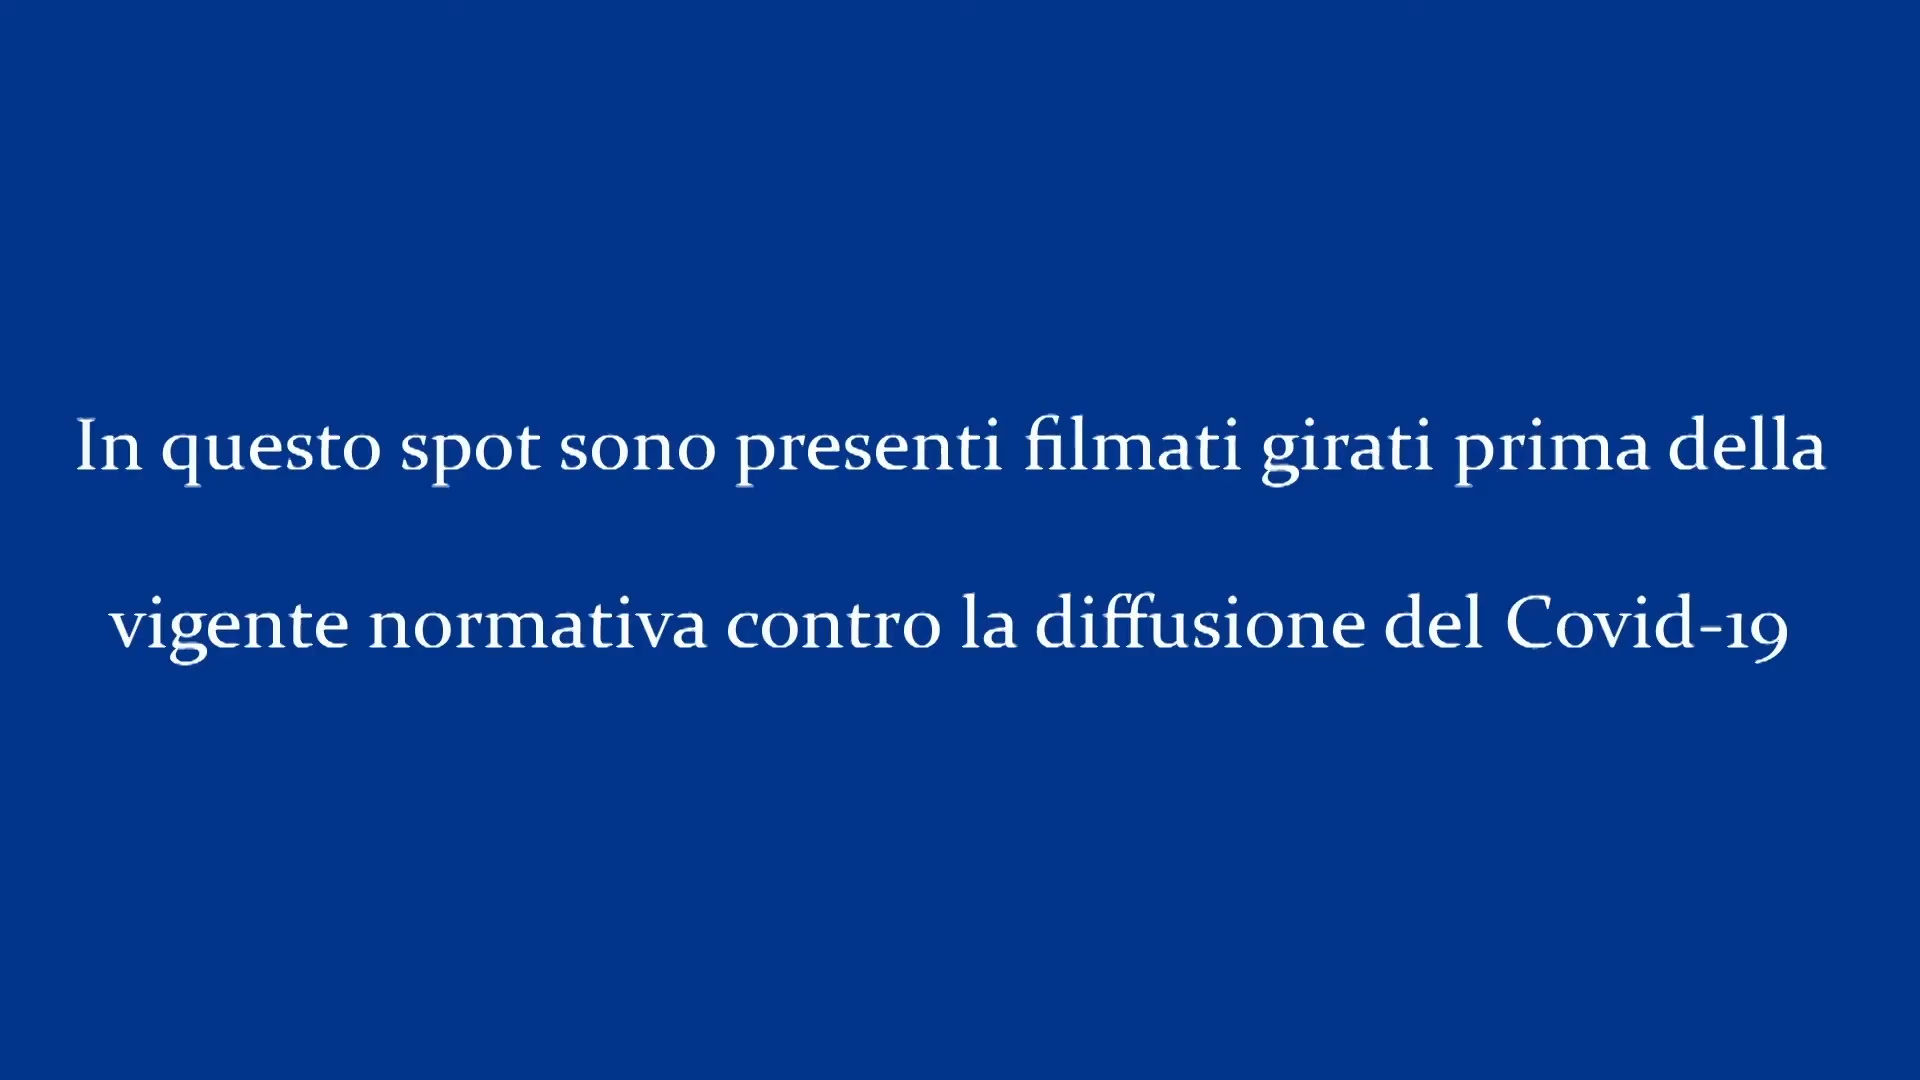 In questo spot sono presenti filmati girati prima della
vigente normativa contro la diffusione del Covid-19